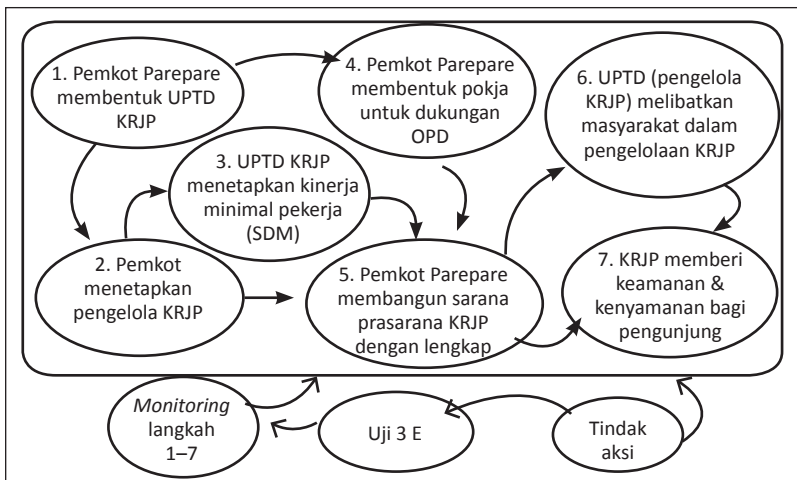 1. Pemkot Parepare
membentuk UPTD
KRJP
4. Pemkot Parepare
membentuk pokja
untuk dukungan
OPD
6. UPTD (pengelola
KRJP) melibatkan
masyarakat dalam
pengelolaan KRJP
3. UPTD KRJP
menetapkan kinerja
minimal pekerja
(SDM)
2. Pemkot
menetapkan
pengelola KRJP
5. Pemkot Parepare
membangun sarana
prasarana KRJP
dengan lengkap
7. KRJP memberi
keamanan &
kenyamanan bagi
pengunjung
Monitoring
langkah
1–7
Uji 3 E
Tindak
aksi